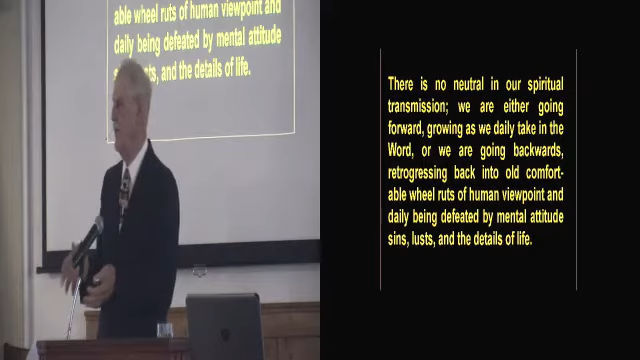 able wheel ruts of human viewpoint and
daily being defeated by mental attitude
sins, lusts, and the details of life.
There is no neutral in our spiritual
transmission; we are either going
forward, growing as we daily take in the
Word, or we are going backwards,
retrogressing back into old comfort-
able wheel ruts of human viewpoint and
daily being defeated by mental attitude
sins, lusts, and the details of life.